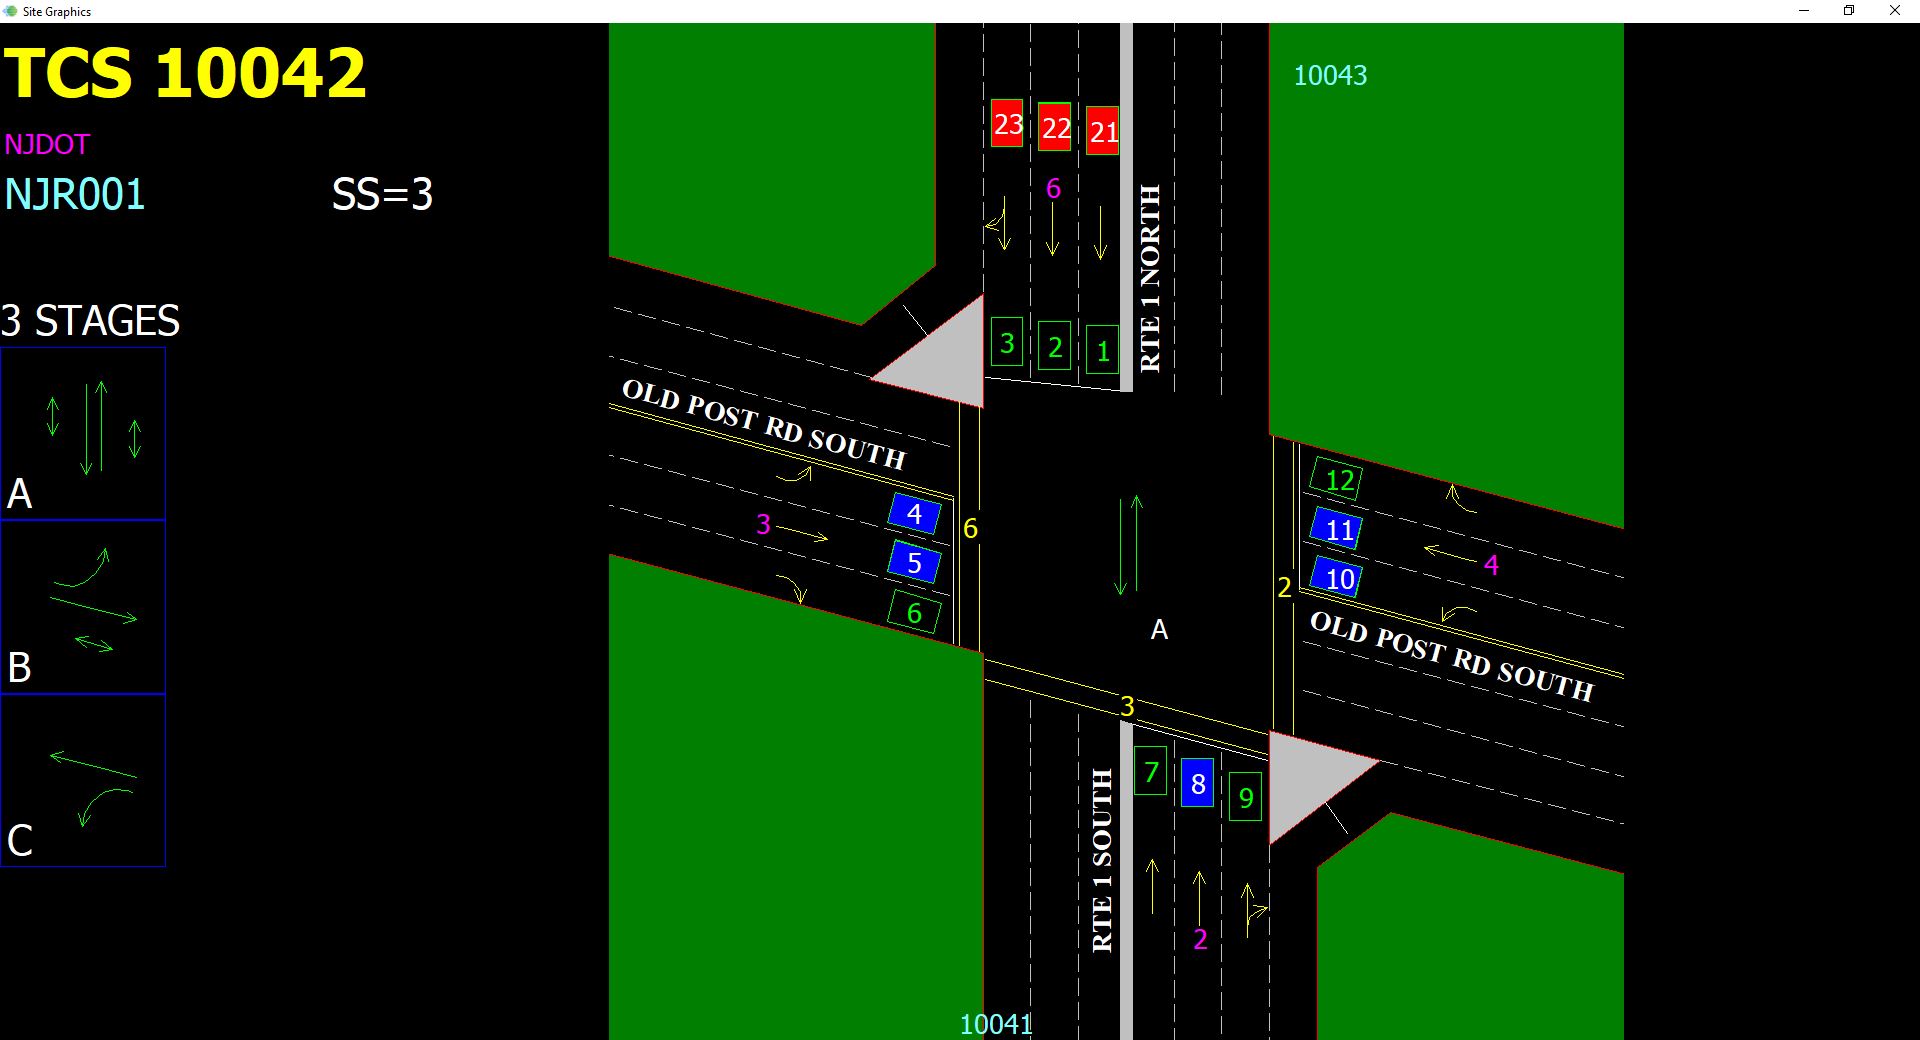 Site Graphics
TCS 10042
NJDOT
NJR001
SS=3
3 STAGES
A
B
C
10043
23
22
21
6
RTE 1 NORTH
3
2
1
OLD POST RD SOUTH
4
3
5
6
6
12
11
4
10
2
OLD POST RD SOUTH
A
3
7
8
9
RTE 1 SOUTH
2
10041